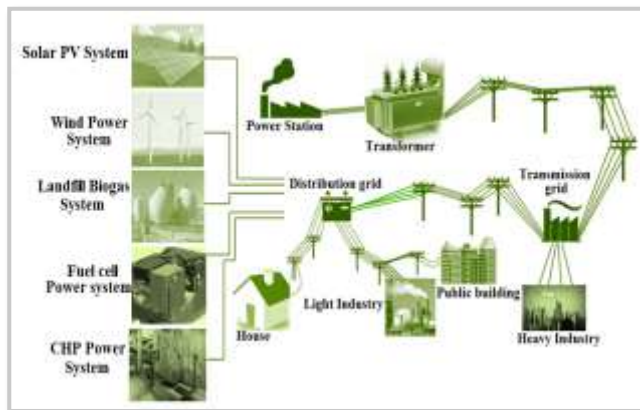 Solar PV System
Wind Power
System
Landfill Biogas
System
Fuel cell
Power system
CHP Power
System
Power Station
Transformer
Distribution grid
Transmission
grid
House
Light Industry
Public building
Heavy Industry